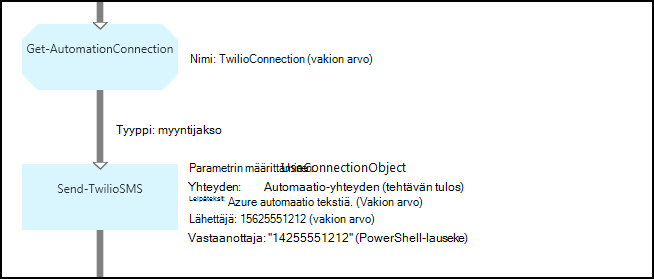 Get-AutomationConnection
Nimi: TwilioConnection (vakion arvo)
Tyyppi: myyntijakso
Parametrin määrittäminen: UseConnectionObject
Send-TwilioSMS
Yhteyden: Automaatio-yhteyden (tehtävän tulos)
Leipäteksti: Azure automaatio tekstiä. (Vakion arvo)
Lähettäjä: 15625551212 (vakion arvo)
Vastaanottaja: "14255551212" (PowerShell-lauseke)